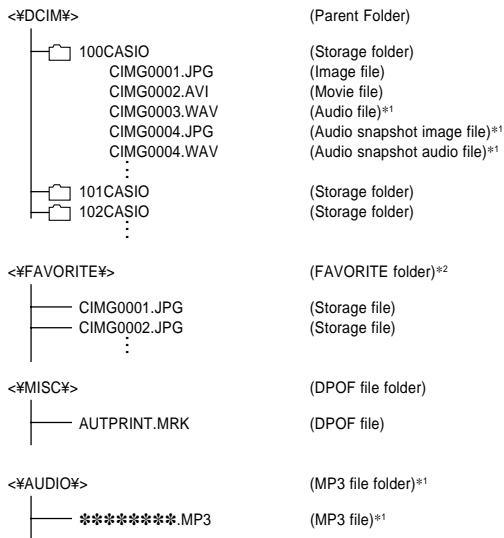 <¥DCIM¥> (Parent Folder)
100CASIO (Storage folder)
CIMG0001.JPG (Image file)
CIMG0002.AVI (Movie file)
CIMG0003.WAV (Audio file)*1
CIMG0004.JPG (Audio snapshot image file)*1
CIMG0004.WAV (Audio snapshot audio file)*1
101CASIO (Storage folder)
102CASIO (Storage folder)
<¥FAVORITE¥> (FAVORITE folder)*2
CIMG0001.JPG (Storage file)
CIMG0002.JPG (Storage file)
<¥MISC¥> (DPOF file folder)
AUTPRINT.MRK (DPOF file)
<¥AUDIO¥> (MP3 file folder)*1
✽✽✽✽✽✽✽✽.MP3 (MP3 file)*1